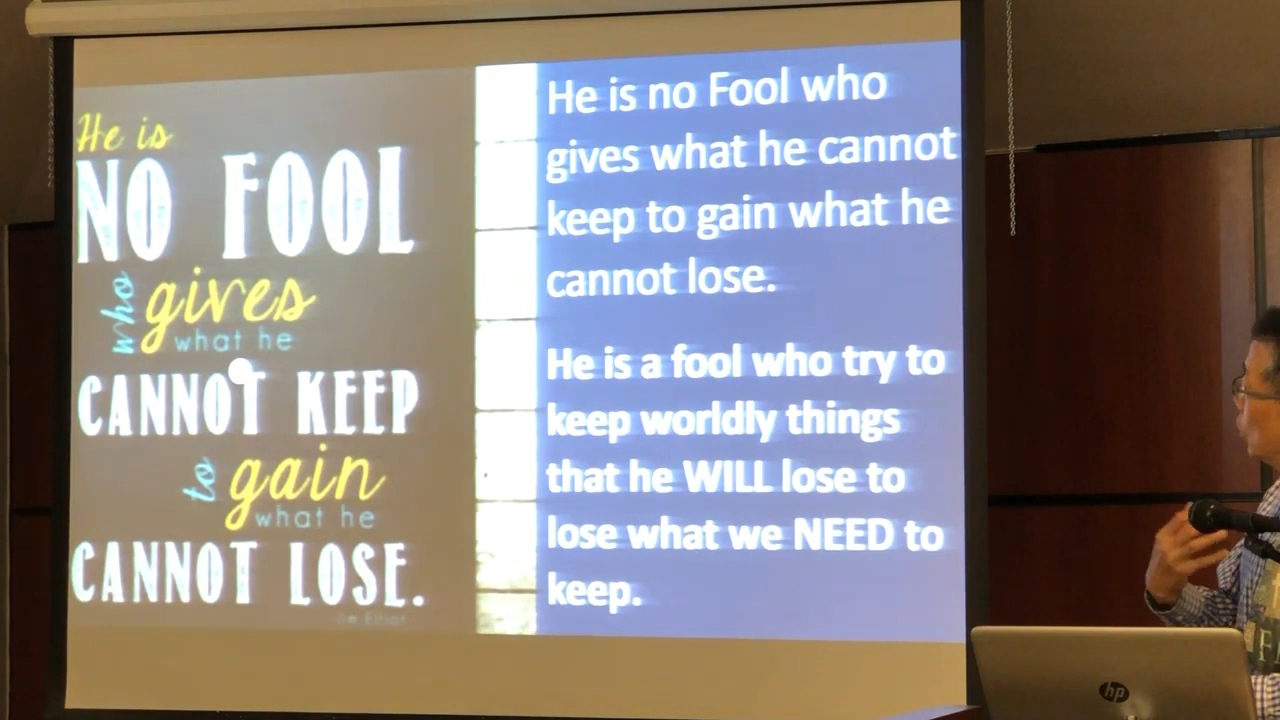 He is
NO FOOL
who gives
what he
CANNOT KEEP
to gain
what he
CANNOT LOSE.
Jim Elliot
He is no Fool who
gives what he cannot
keep to gain what he
cannot lose.
He is a fool who try to
keep worldly things
that he WILL lose to
lose what we NEED to
keep.
hp